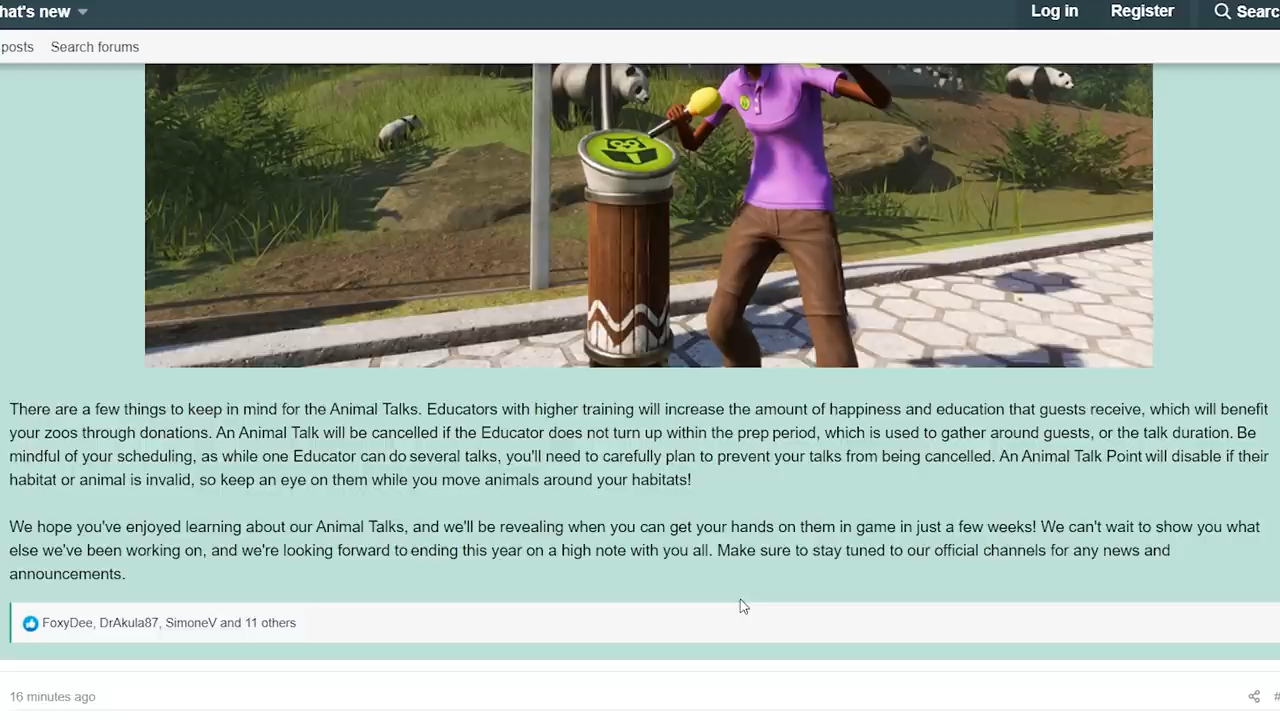 hat's new
Log in
Register
Searc
posts
Search forums
There are a few things to keep in mind for the Animal Talks. Educators with higher training will increase the amount of happiness and education that guests receive, which will benefit
your zoos through donations. An Animal Talk will be cancelled if the Educator does not turn up within the prep period, which is used to gather around guests, or the talk duration. Be
mindful of your scheduling, as while one Educator can do several talks, you'll need to carefully plan to prevent your talks from being cancelled. An Animal Talk Point will disable if their
habitat or animal is invalid, so keep an eye on them while you move animals around your habitats!
We hope you've enjoyed learning about our Animal Talks, and we'll be revealing when you can get your hands on them in game in just a few weeks! We can't wait to show you what
else we've been working on, and we're looking forward to ending this year on a high note with you all. Make sure to stay tuned to our official channels for any news and
announcements.
FoxyDee, DrAkula87, SimoneV and 11 others
16 minutes ago
#